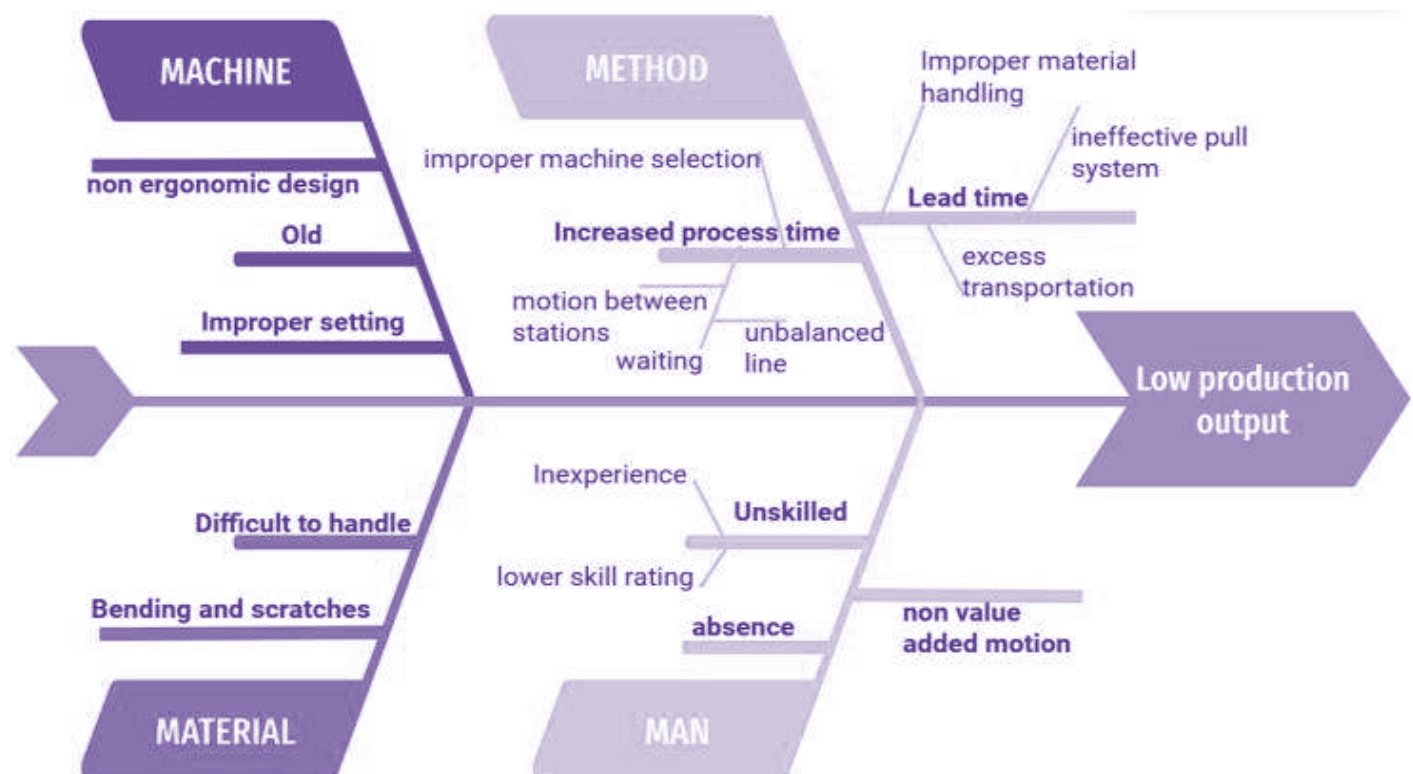 MACHINE
non ergonomic design
Old
Improper setting
METHOD
improper machine selection
Increased process time
motion between
stations
waiting
unbalanced
line
Improper material
handling
ineffective pull
system
Lead time
excess
transportation
Low production
output
Difficult to handle
Bending and scratches
MATERIAL
Inexperience
Unskilled
lower skill rating
absence
non value
added motion
MAN